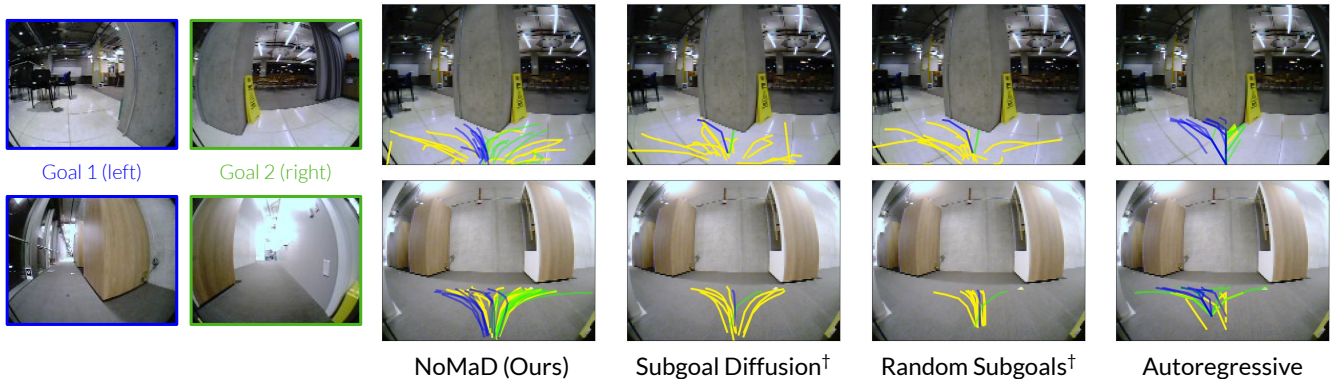 Goal 1 (left)
Goal 2 (right)
NoMaD (Ours)
Subgoal Diffusion†
Random Subgoals†
Autoregressive